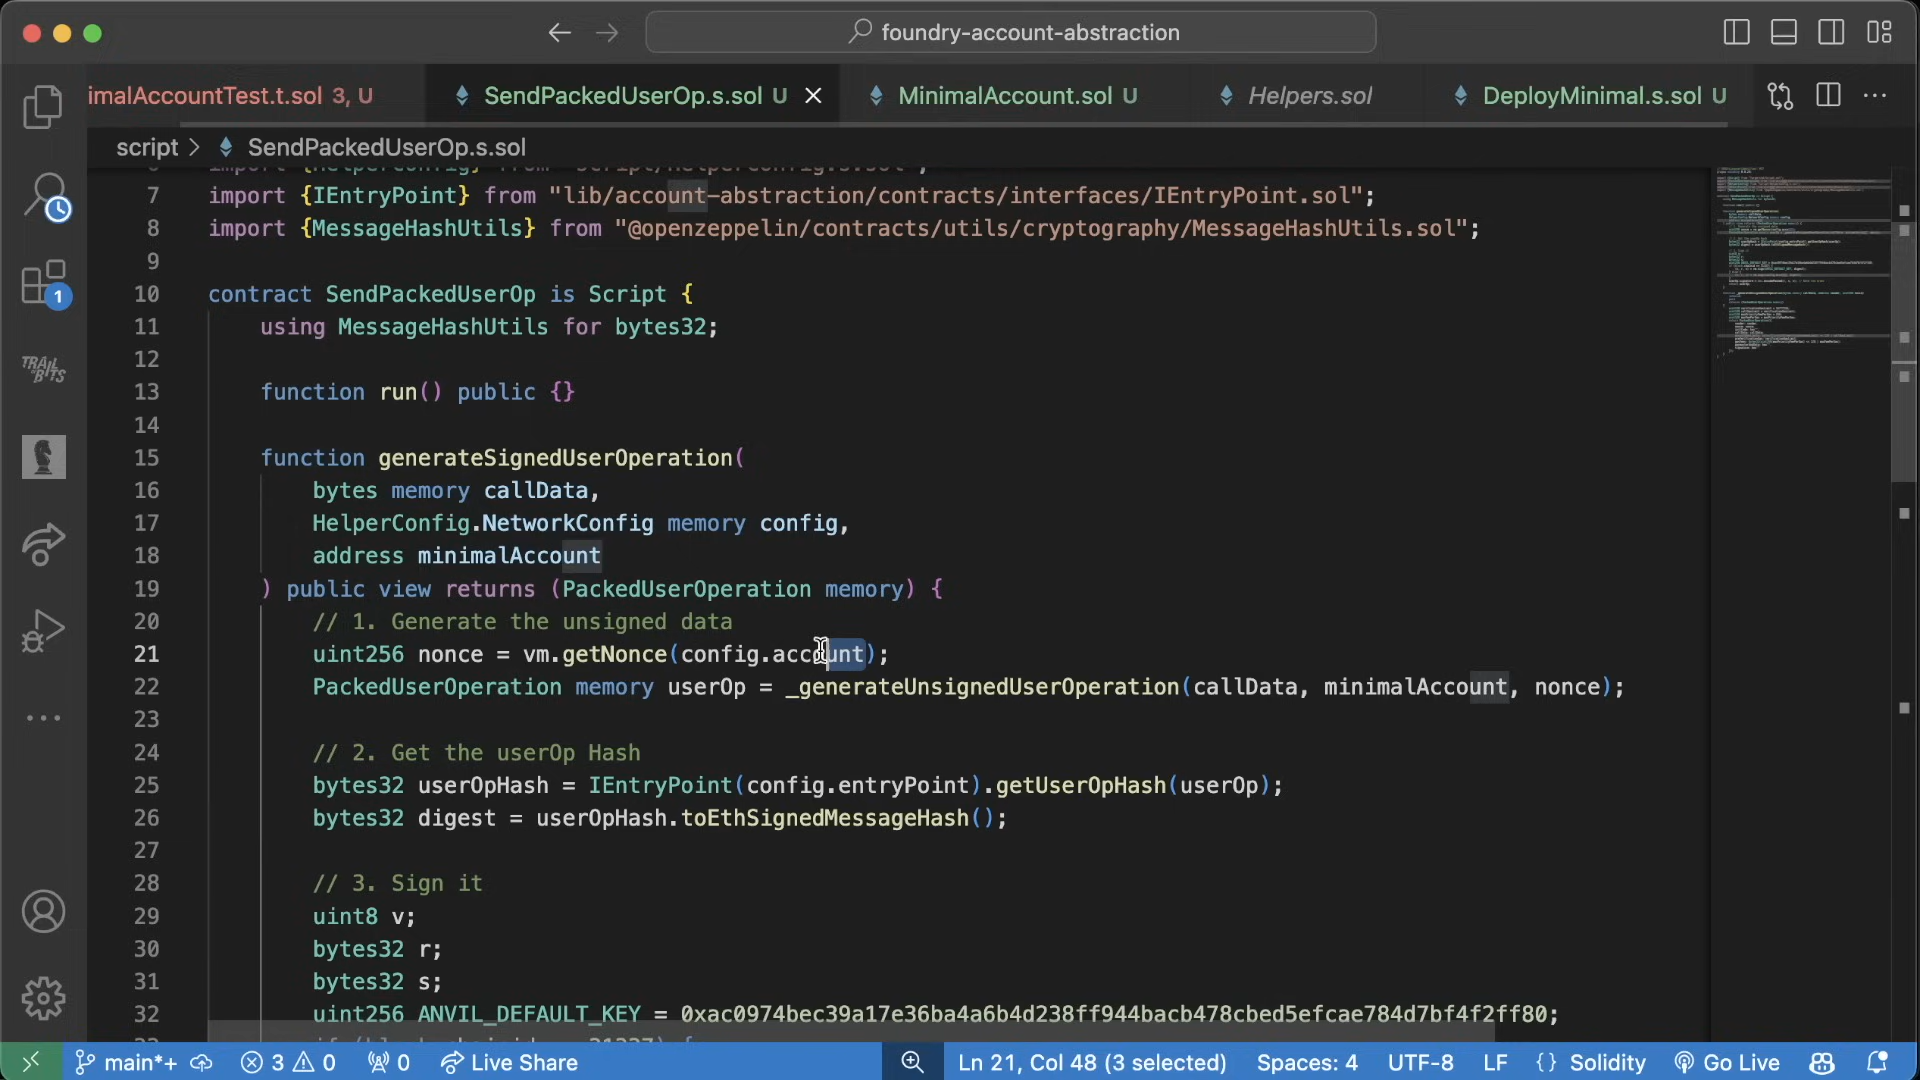 foundry-account-abstraction
imalAccountTest.t.sol 3, U
SendPackedUserOp.s.sol U
MinimalAccount.sol U
Helpers.sol
DeployMinimal.s.sol U
script > SendPackedUserOp.s.sol
7 import {IEntryPoint} from "lib/account-abstraction/contracts/interfaces/IEntryPoint.sol";
8 import {MessageHashUtils} from "@openzeppelin/contracts/utils/cryptography/MessageHashUtils.sol";
9
10 contract SendPackedUserOp is Script {
11 using MessageHashUtils for bytes32;
12
13 function run() public {}
14
15 function generateSignedUserOperation(
16 bytes memory callData,
17 HelperConfig.NetworkConfig memory config,
18 address minimalAccount
19 ) public view returns (PackedUserOperation memory) {
20 // 1. Generate the unsigned data
21 uint256 nonce = vm.getNonce(config.account);
22 PackedUserOperation memory userOp = _generateUnsignedUserOperation(callData, minimalAccount, nonce);
23
24 // 2. Get the userOp Hash
25 bytes32 userOpHash = IEntryPoint(config.entryPoint).getUserOpHash(userOp);
26 bytes32 digest = userOpHash.toEthSignedMessageHash();
27
28 // 3. Sign it
29 uint8 v;
30 bytes32 r;
31 bytes32 s;
32 uint256 ANVIL_DEFAULT_KEY = 0xac0974bec39a17e36ba4a6b4d238ff944bacb478cbed5efcae784d7bf4f2ff80;
1
TRAIL OF BITS
main*+ 3 0 0 Live Share
Ln 21, Col 48 (3 selected) Spaces: 4 UTF-8 LF {} Solidity Go Live